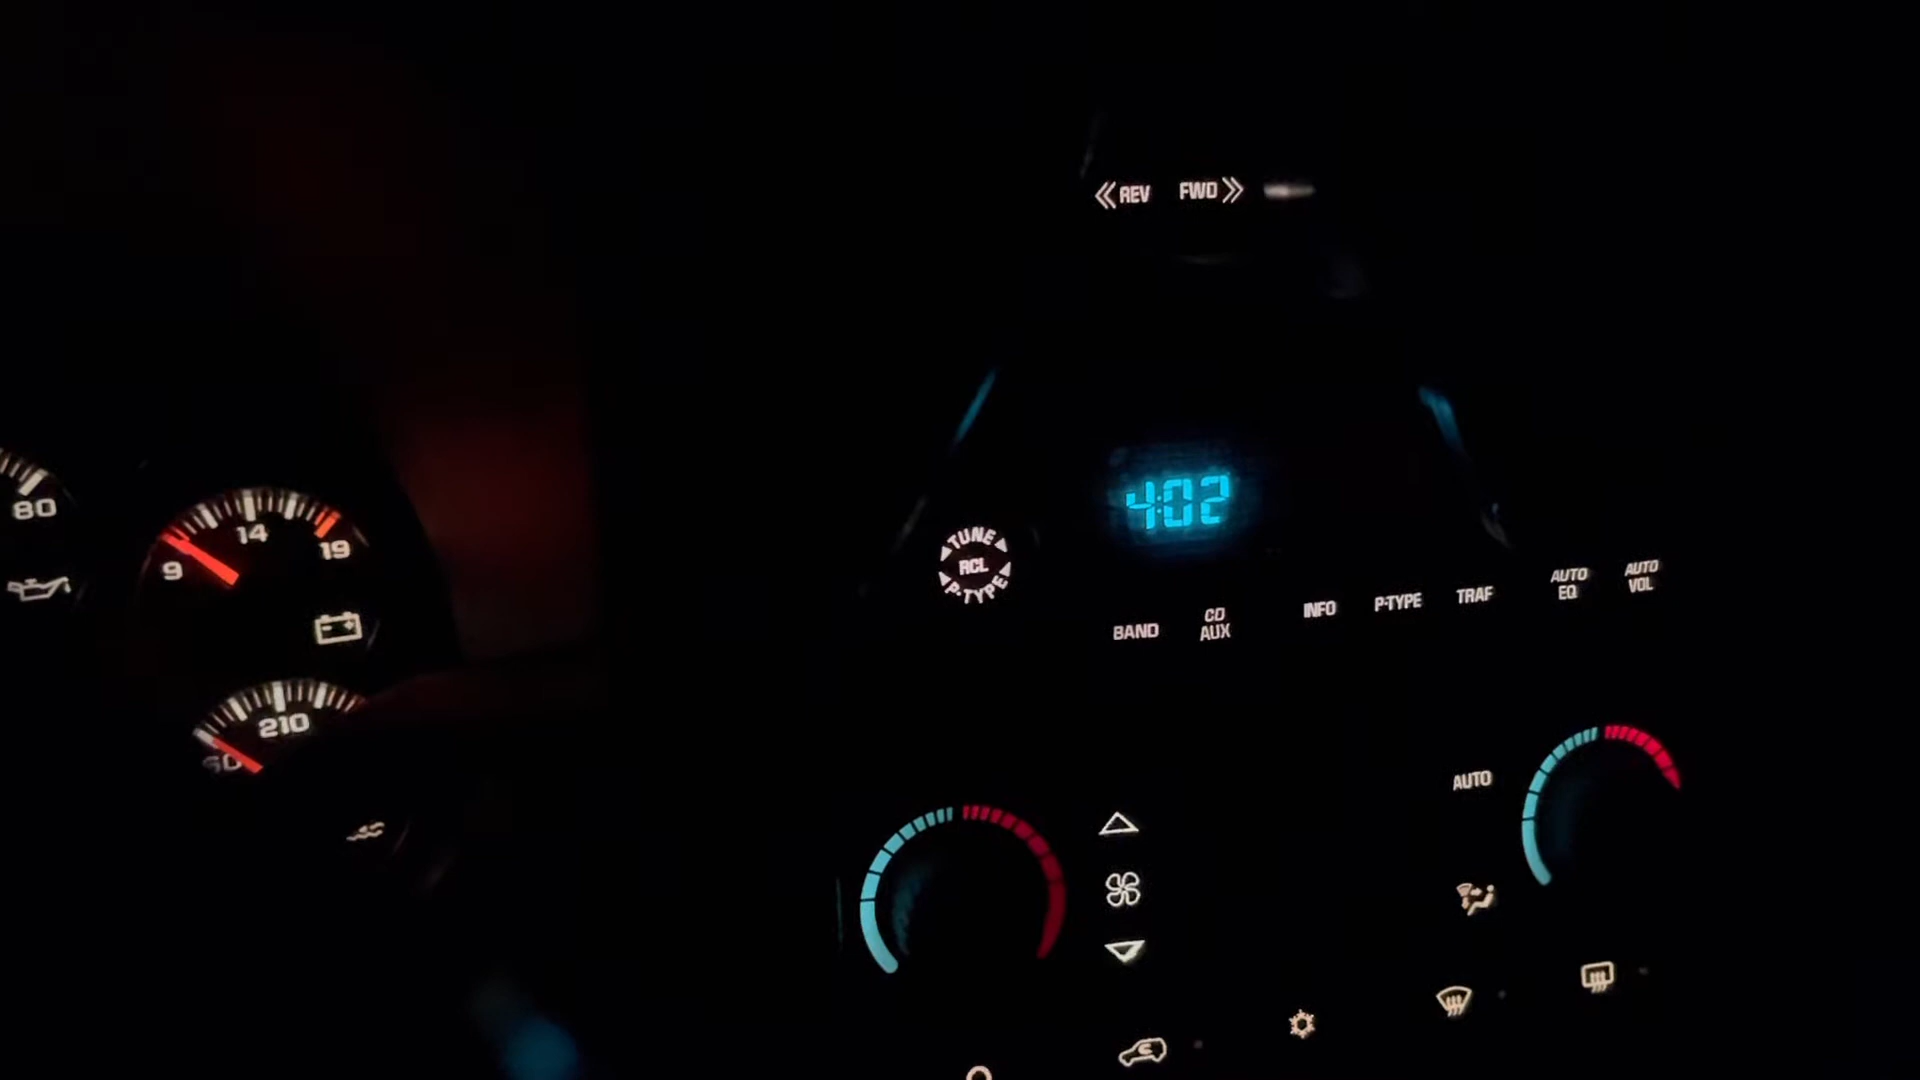 REV FWD
80
14
19
9
4:02
TUNE
RCL
P-TYPE
BAND
CD
AUX
INFO
P-TYPE
TRAF
AUTO
EQ
AUTO
VOL
210
AUTO